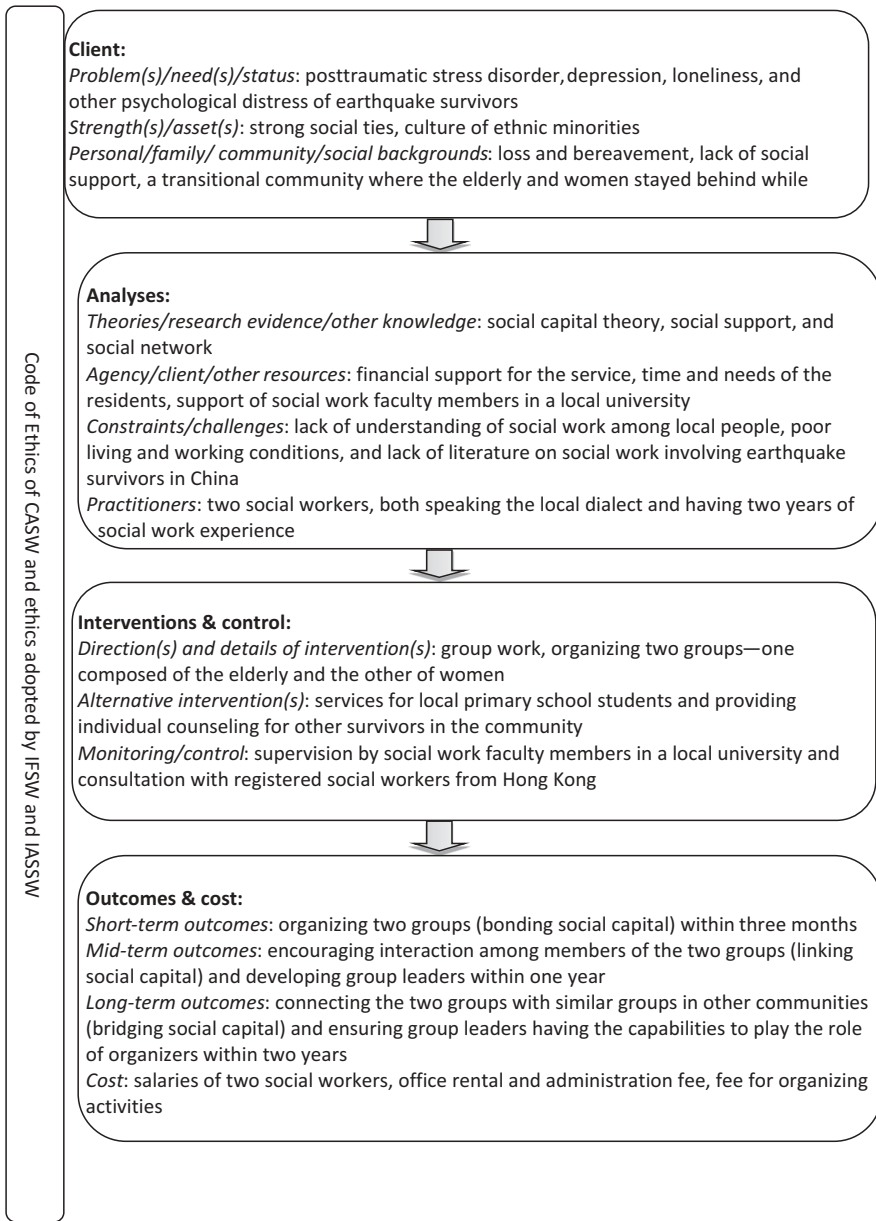 Code of Ethics of CASW and ethics adopted by IFSW and IASSW
Client:
Problem(s)/need(s)/status: posttraumatic stress disorder, depression, loneliness, and
other psychological distress of earthquake survivors
Strength(s)/asset(s): strong social ties, culture of ethnic minorities
Personal/family/ community/social backgrounds: loss and bereavement, lack of social
support, a transitional community where the elderly and women stayed behind while
Analyses:
Theories/research evidence/other knowledge: social capital theory, social support, and
social network
Agency/client/other resources: financial support for the service, time and needs of the
residents, support of social work faculty members in a local university
Constraints/challenges: lack of understanding of social work among local people, poor
living and working conditions, and lack of literature on social work involving earthquake
survivors in China
Practitioners: two social workers, both speaking the local dialect and having two years of
social work experience
Interventions & control:
Direction(s) and details of intervention(s): group work, organizing two groups—one
composed of the elderly and the other of women
Alternative intervention(s): services for local primary school students and providing
individual counseling for other survivors in the community
Monitoring/control: supervision by social work faculty members in a local university and
consultation with registered social workers from Hong Kong
Outcomes & cost:
Short-term outcomes: organizing two groups (bonding social capital) within three months
Mid-term outcomes: encouraging interaction among members of the two groups (linking
social capital) and developing group leaders within one year
Long-term outcomes: connecting the two groups with similar groups in other communities
(bridging social capital) and ensuring group leaders having the capabilities to play the role
of organizers within two years
Cost: salaries of two social workers, office rental and administration fee, fee for organizing
activities